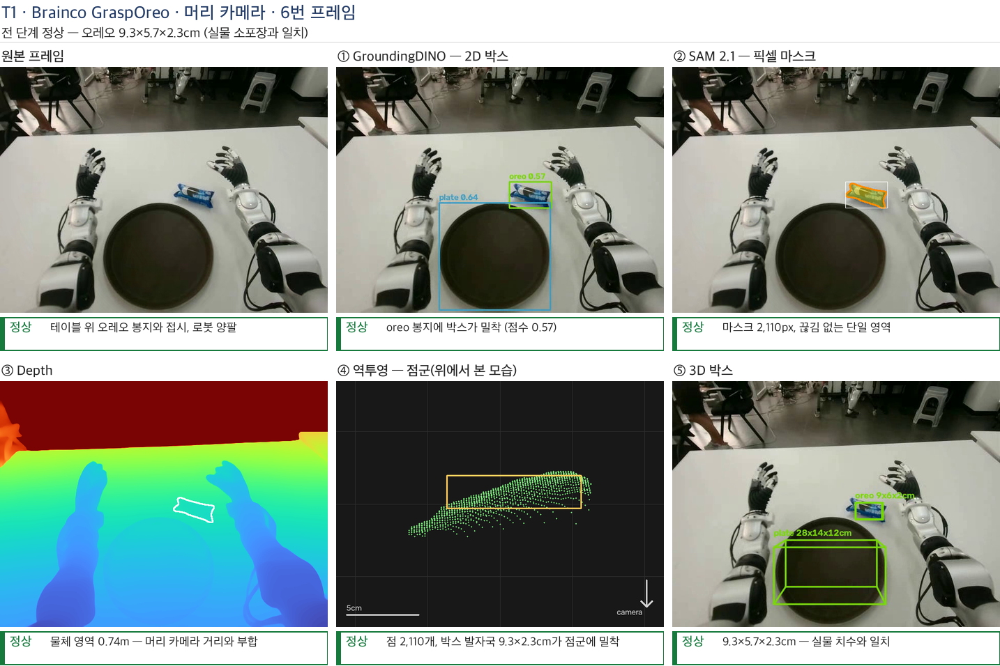 T1 · Brainco GraspOreo · 머리 카메라 · 6번 프레임
전 단계 정상 — 오레오 9.3×5.7×2.3cm (실물 소포장과 일치)
원본 프레임
① GroundingDINO — 2D 박스
② SAM 2.1 — 픽셀 마스크
oreo 0.57
plate 0.64
정상 테이블 위 오레오 봉지와 접시, 로봇 양팔
정상 oreo 봉지에 박스가 밀착 (점수 0.57)
정상 마스크 2,110px, 끊김 없는 단일 영역
③ Depth
④ 역투영 — 점군(위에서 본 모습)
⑤ 3D 박스
5cm
camera
oreo 9x6x2cm
plate 28x14x12cm
정상 물체 영역 0.74m — 머리 카메라 거리와 부합
정상 점 2,110개, 박스 발자국 9.3×2.3cm가 점군에 밀착
정상 9.3×5.7×2.3cm — 실물 치수와 일치